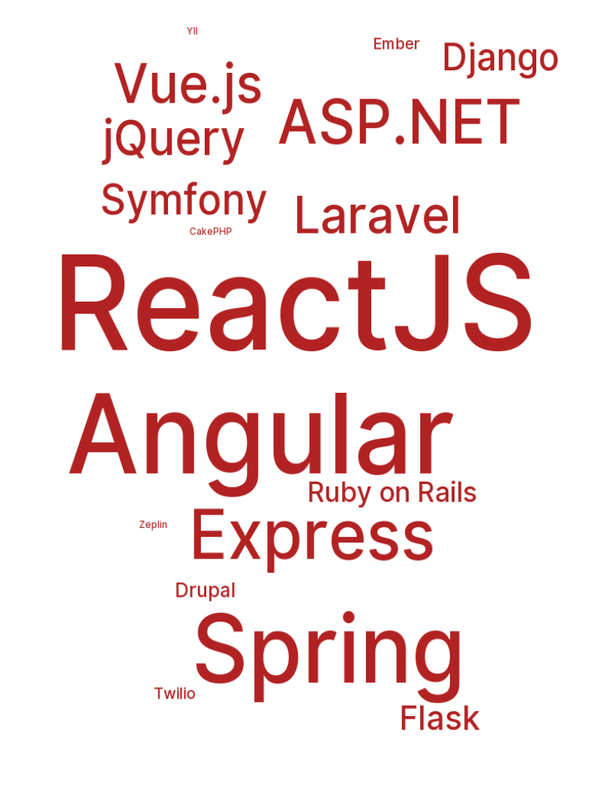 YII
Ember
Django
Vue.js
ASP.NET
jQuery
Symfony
Laravel
CakePHP
ReactJS
Angular
Ruby on Rails
Zeplin
Express
Drupal
Spring
Twilio
Flask